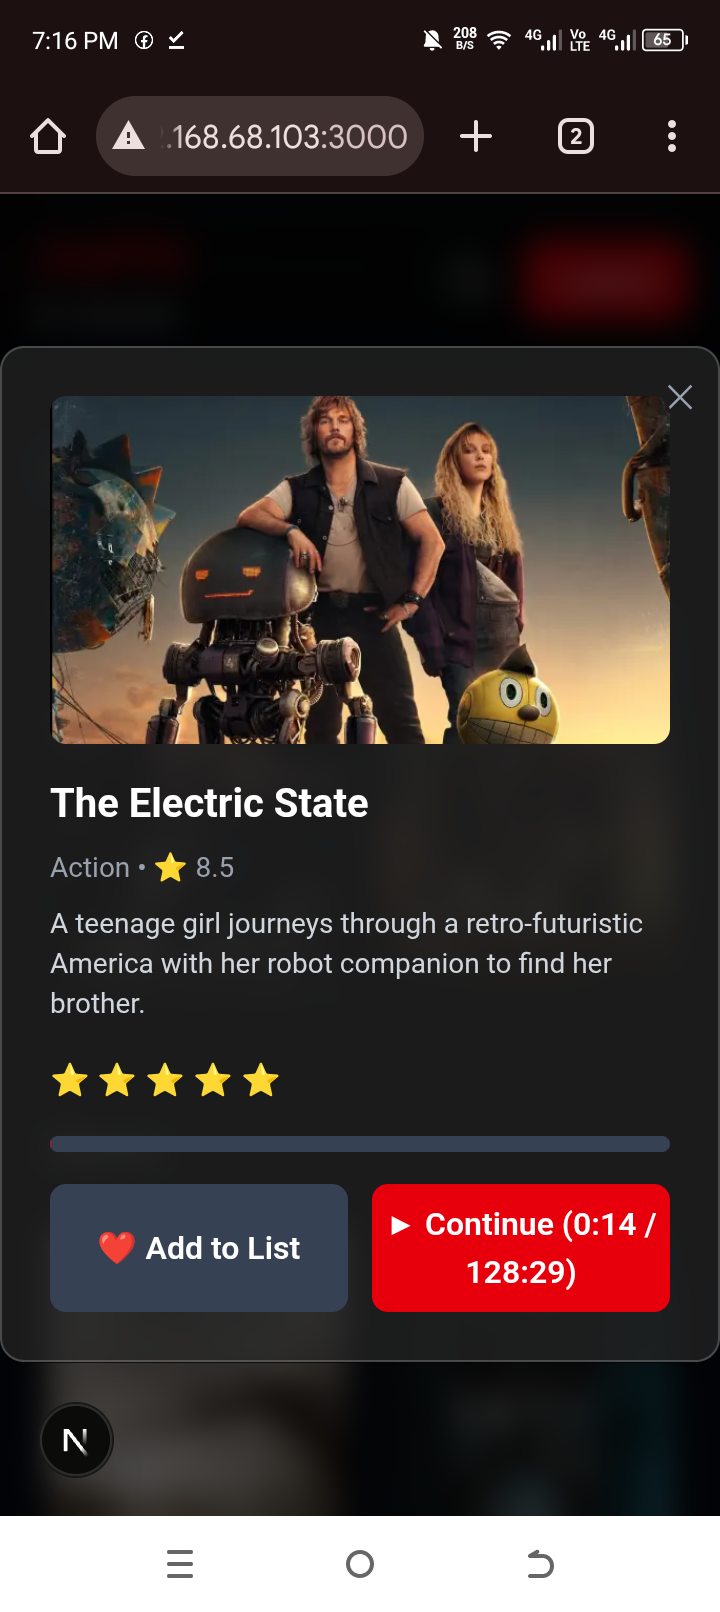 7:16 PM
208 B/S
4G
Vo LTE
4G
65
.168.68.103:3000
2
The Electric State
Action • ⭐ 8.5
A teenage girl journeys through a retro-futuristic
America with her robot companion to find her
brother.
⭐ ⭐ ⭐ ⭐ ⭐
❤️ Add to List
► Continue (0:14 /
128:29)
N